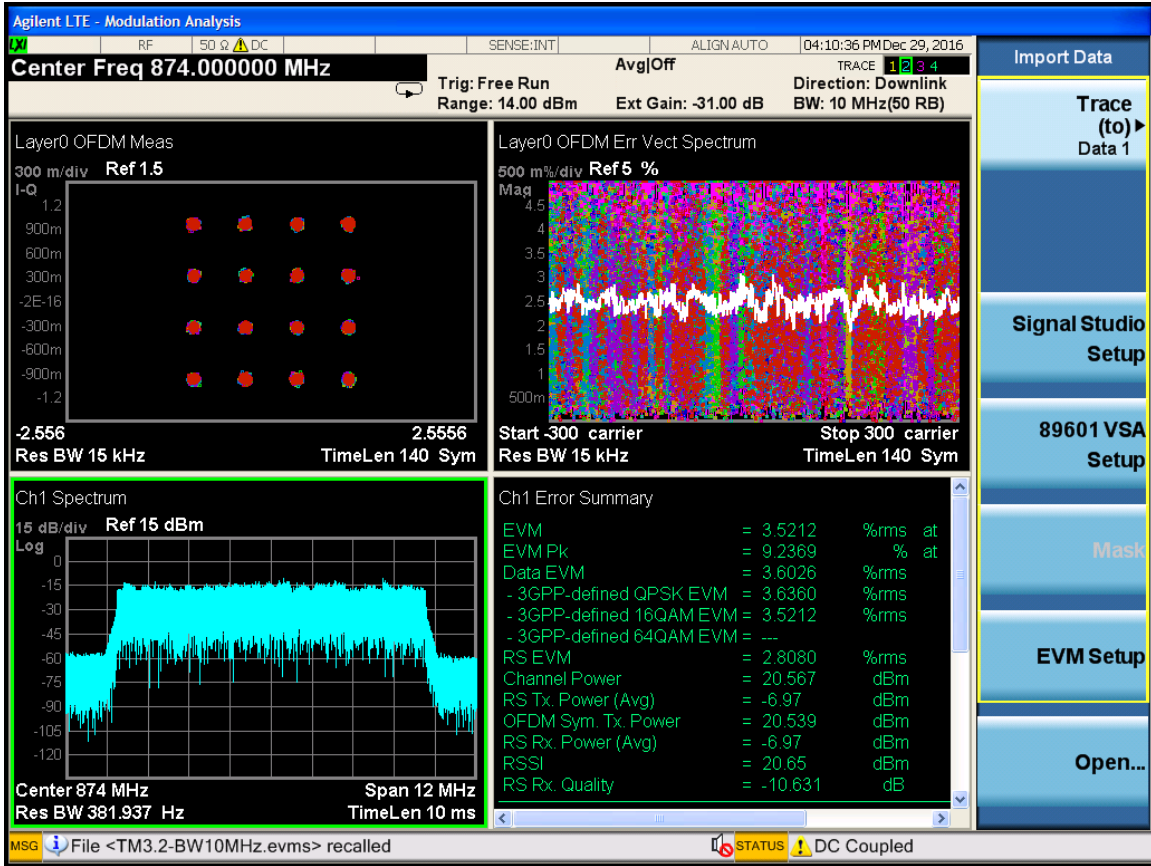 Agilent LTE - Modulation Analysis
LXI RF 50 Ω DC SENSE:INT ALIGN AUTO 04:10:36 PM Dec 29, 2016
Center Freq 874.000000 MHz
Avg|Off
TRACE 1 2 3 4
Trig: Free Run
Direction: Downlink
Range: 14.00 dBm Ext Gain: -31.00 dB BW: 10 MHz(50 RB)
Layer0 OFDM Meas
300 m/div Ref 1.5
I-Q
1.2
900m
600m
300m
-2E-16
-300m
-600m
-900m
-1.2
-2.556 2.5556
Res BW 15 kHz TimeLen 140 Sym
Layer0 OFDM Err Vect Spectrum
500 m%/div Ref 5 %
Mag
4.5
4
3.5
3
2.5
2
1.5
1
500m
Start -300 carrier Stop 300 carrier
Res BW 15 kHz TimeLen 140 Sym
Ch1 Spectrum
15 dB/div Ref 15 dBm
Log
0
-15
-30
-45
-60
-75
-90
-105
-120
Center 874 MHz Span 12 MHz
Res BW 381.937 Hz TimeLen 10 ms
Ch1 Error Summary
EVM = 3.5212 %rms at
EVM Pk = 9.2369 % at
Data EVM = 3.6026 %rms
- 3GPP-defined QPSK EVM = 3.6360 %rms
- 3GPP-defined 16QAM EVM = 3.5212 %rms
- 3GPP-defined 64QAM EVM = ---
RS EVM = 2.8080 %rms
Channel Power = 20.567 dBm
RS Tx. Power (Avg) = -6.97 dBm
OFDM Sym. Tx. Power = 20.539 dBm
RS Rx. Power (Avg) = -6.97 dBm
RSSI = 20.65 dBm
RS Rx. Quality = -10.631 dB
Import Data
Trace
(to)
Data 1
Signal Studio
Setup
89601 VSA
Setup
Mask
EVM Setup
Open...
MSG File <TM3.2-BW10MHz.evms> recalled STATUS DC Coupled